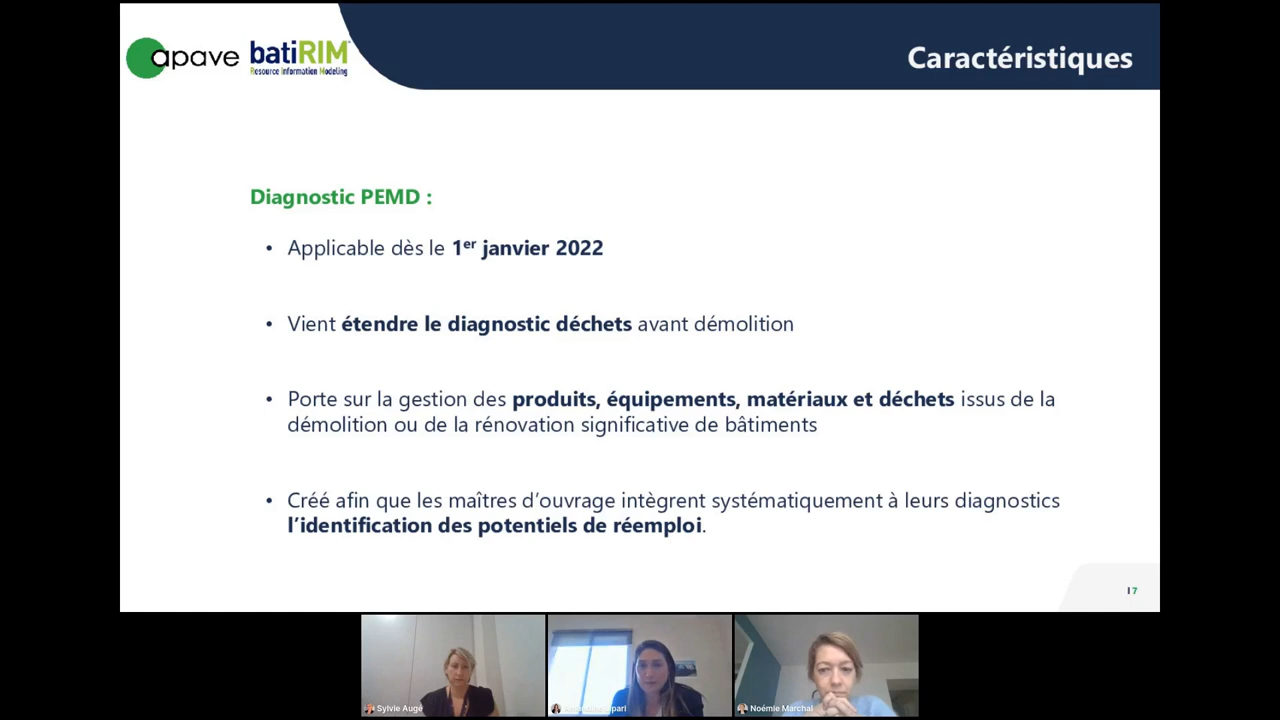 apave batiRIM
Resource Information Modeling
Caractéristiques
Diagnostic PEMD :
• Applicable dès le 1er janvier 2022
• Vient étendre le diagnostic déchets avant démolition
• Porte sur la gestion des produits, équipements, matériaux et déchets issus de la
démolition ou de la rénovation significative de bâtiments
• Créé afin que les maîtres d’ouvrage intègrent systématiquement à leurs diagnostics
l’identification des potentiels de réemploi.
I 7
Sylvie Augé
Noémie Marchal